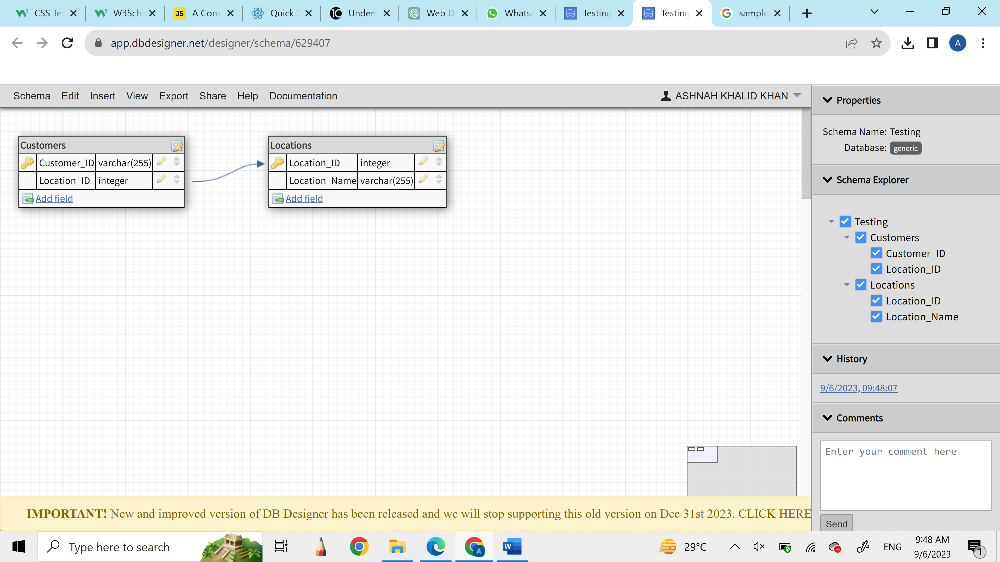 CSS Te
W3Sch
JS
A Com
Quick S
Unders
Web D
WhatsA
Testing
Testing
sample
app.dbdesigner.net/designer/schema/629407
A
Schema Edit Insert View Export Share Help Documentation
ASHNAH KHALID KHAN
Customers
Customer_ID varchar(255)
Location_ID integer
Add field
Locations
Location_ID integer
Location_Name varchar(255)
Add field
Properties
Schema Name: Testing
Database: generic
Schema Explorer
Testing
Customers
Customer_ID
Location_ID
Locations
Location_ID
Location_Name
History
9/6/2023, 09:48:07
Comments
Enter your comment here
Send
IMPORTANT! New and improved version of DB Designer has been released and we will stop supporting this old version on Dec 31st 2023. CLICK HERE
Type here to search
A
W
29°C
ENG
9:48 AM
9/6/2023
1